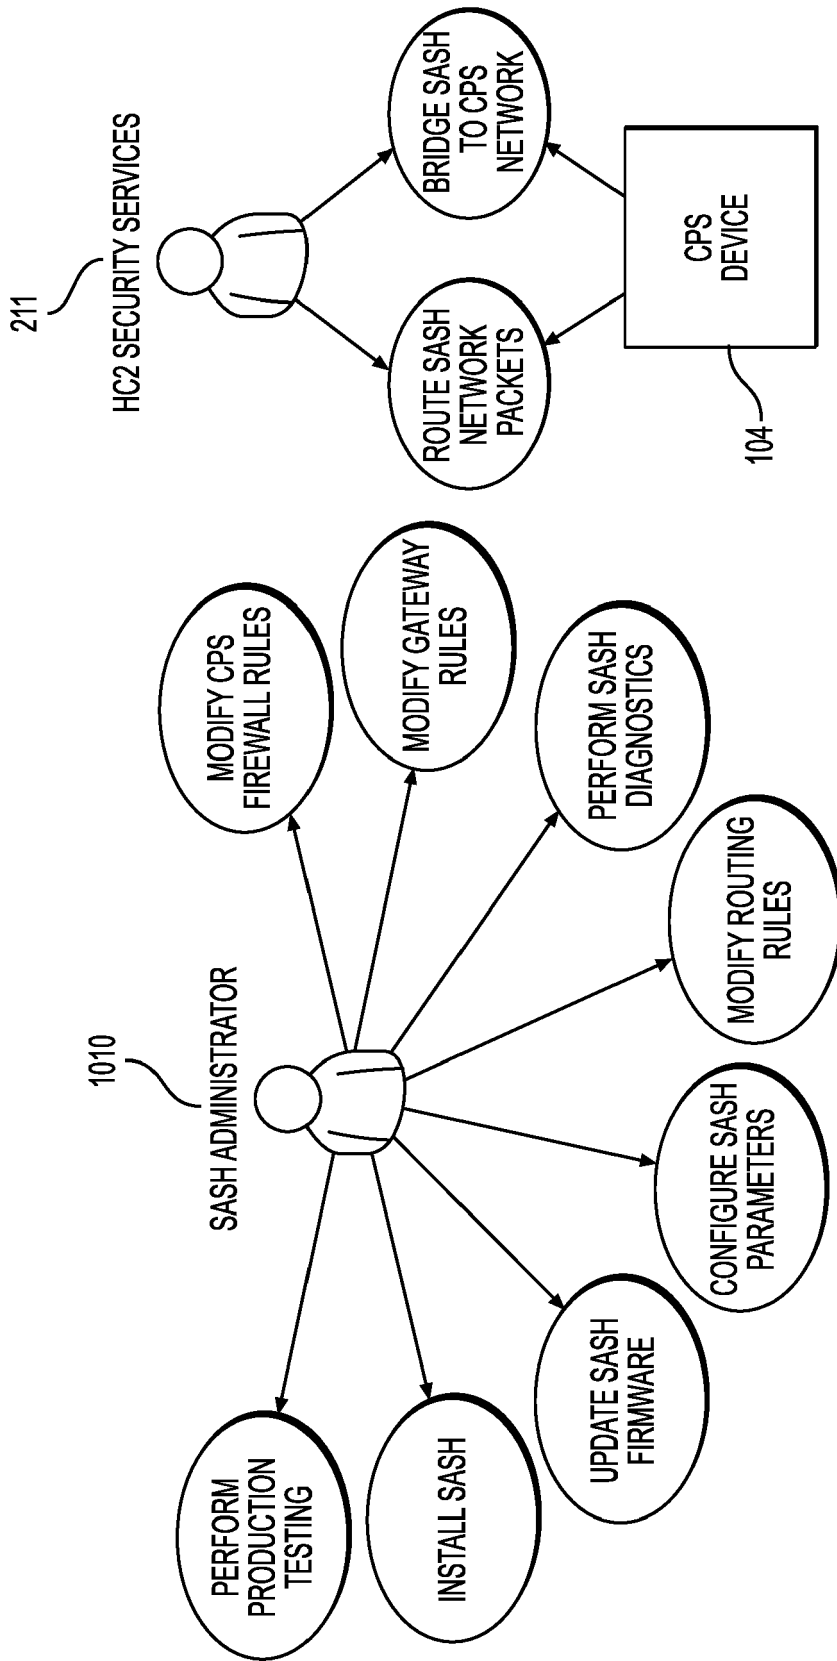 1010
SASH ADMINISTRATOR
PERFORM
PRODUCTION
TESTING
INSTALL SASH
UPDATE SASH
FIRMWARE
CONFIGURE SASH
PARAMETERS
MODIFY ROUTING
RULES
PERFORM SASH
DIAGNOSTICS
MODIFY GATEWAY
RULES
MODIFY CPS
FIREWALL RULES
211
HC2 SECURITY SERVICES
ROUTE SASH
NETWORK
PACKETS
BRIDGE SASH
TO CPS
NETWORK
CPS
DEVICE
104